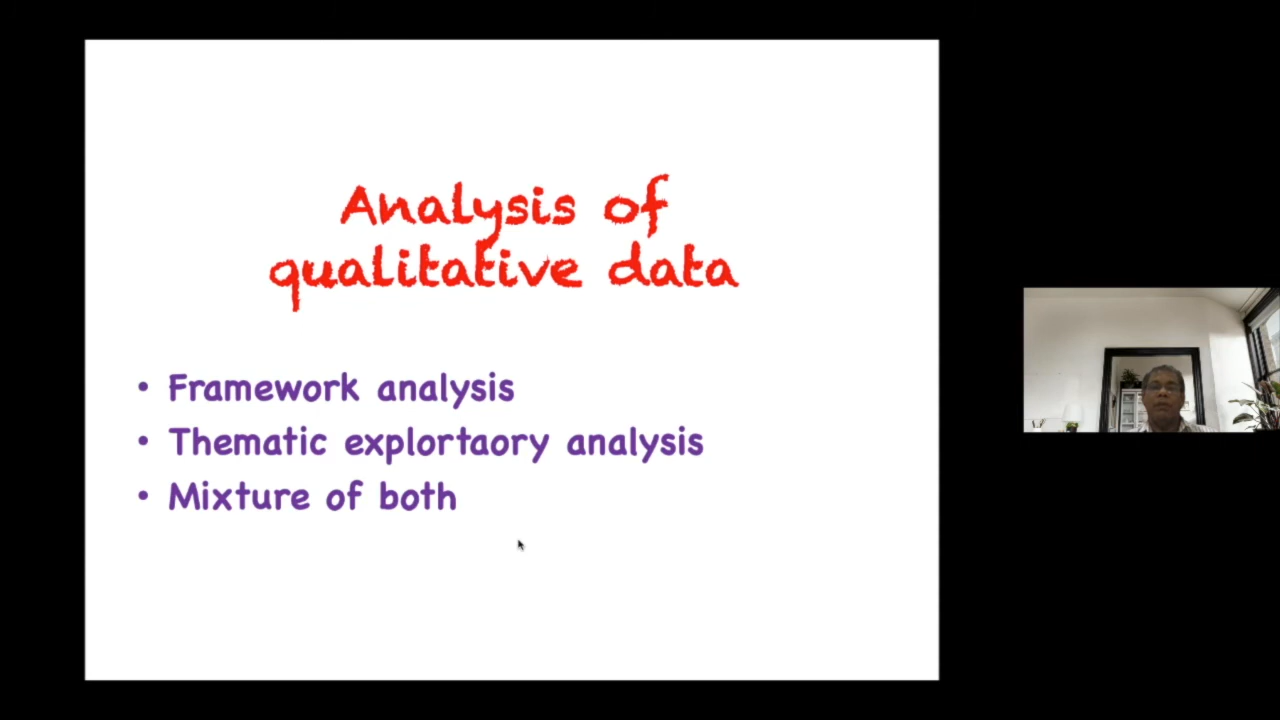 Analysis of
qualitative data
• Framework analysis
• Thematic explortaory analysis
• Mixture of both